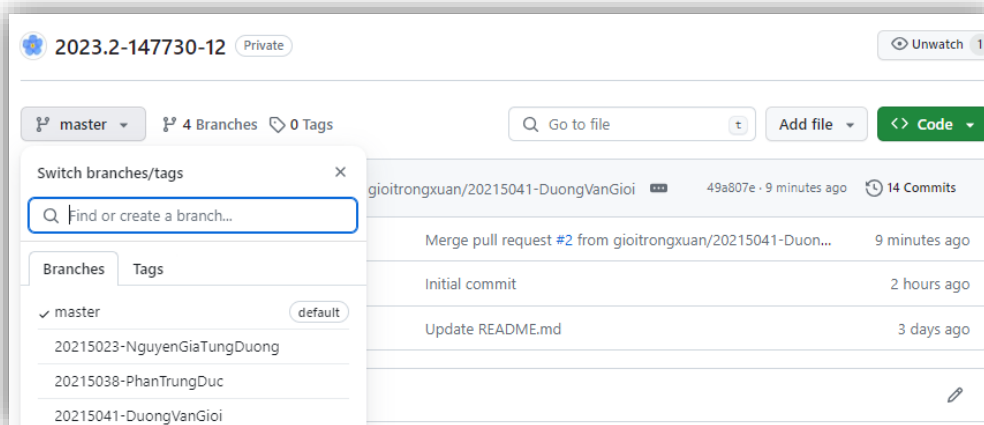 2023.2-147730-12 Private Unwatch 1
master 4 Branches 0 Tags Go to file t Add file Code
Switch branches/tags
gioitrongxuan/20215041-DuongVanGioi 49a807e · 9 minutes ago 14 Commits
Find or create a branch...
Merge pull request #2 from gioitrongxuan/20215041-Duon... 9 minutes ago
Branches Tags
Initial commit 2 hours ago
master default
Update README.md 3 days ago
20215023-NguyenGiaTungDuong
20215038-PhanTrungDuc
20215041-DuongVanGioi